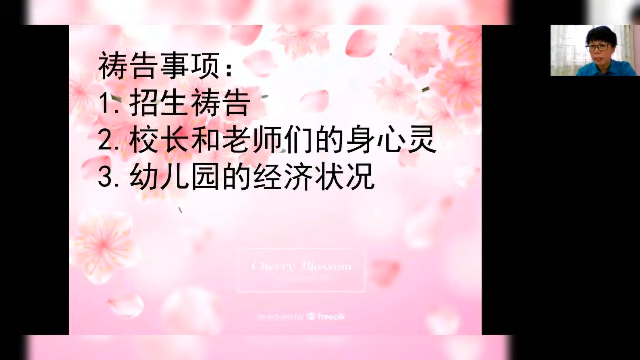 祷告事项：
1.招生祷告
2.校长和老师们的身心灵
3.幼儿园的经济状况
Cherry Blossom
designed by freepik